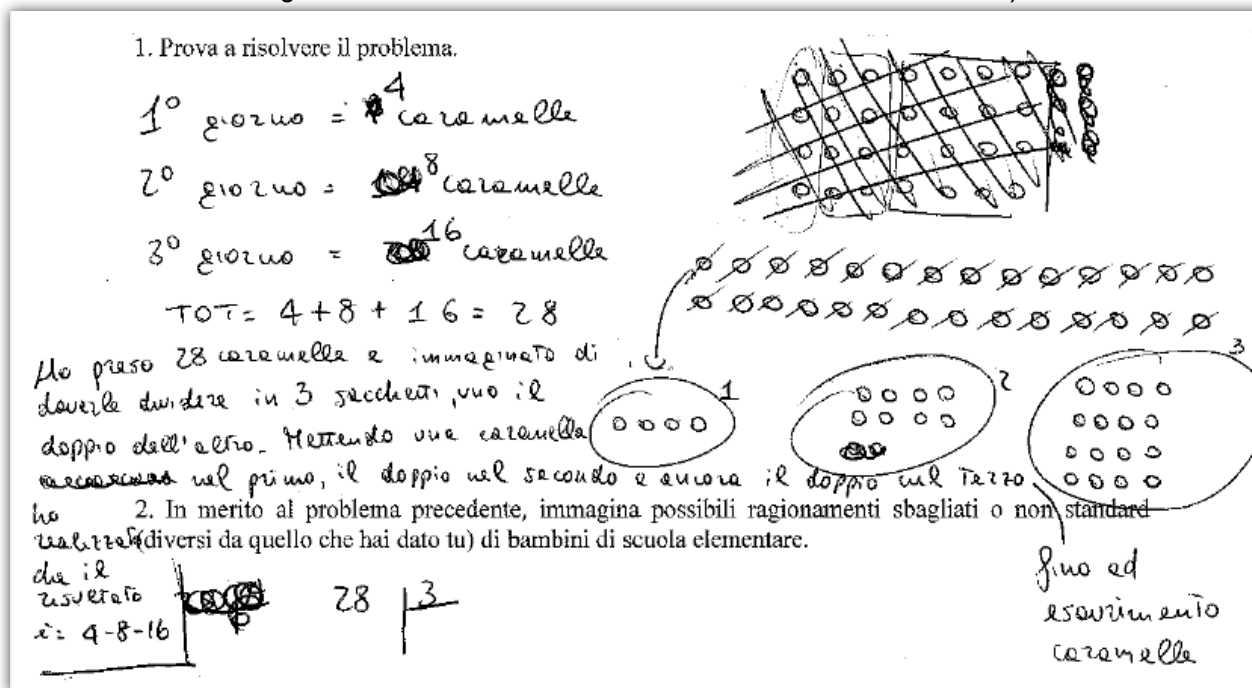 1. Prova a risolvere il problema.
1° giorno = 4 caramelle
2° giorno = 8 caramelle
3° giorno = 16 caramelle
TOT= 4+8+16=28
Ho preso 28 caramelle e immaginato di
doverle dividere in 3 sacchetti, uno il
doppio dell'altro. Mettendo una caramella
nel primo, il doppio nel secondo e ancora il doppio nel terzo
fino ad
esaurimento
caramelle
ho
realizzato
che il
risultato
è: 4-8-16
1
2
3
2. In merito al problema precedente, immagina possibili ragionamenti sbagliati o non standard
(diversi da quello che hai dato tu) di bambini di scuola elementare.
28 3